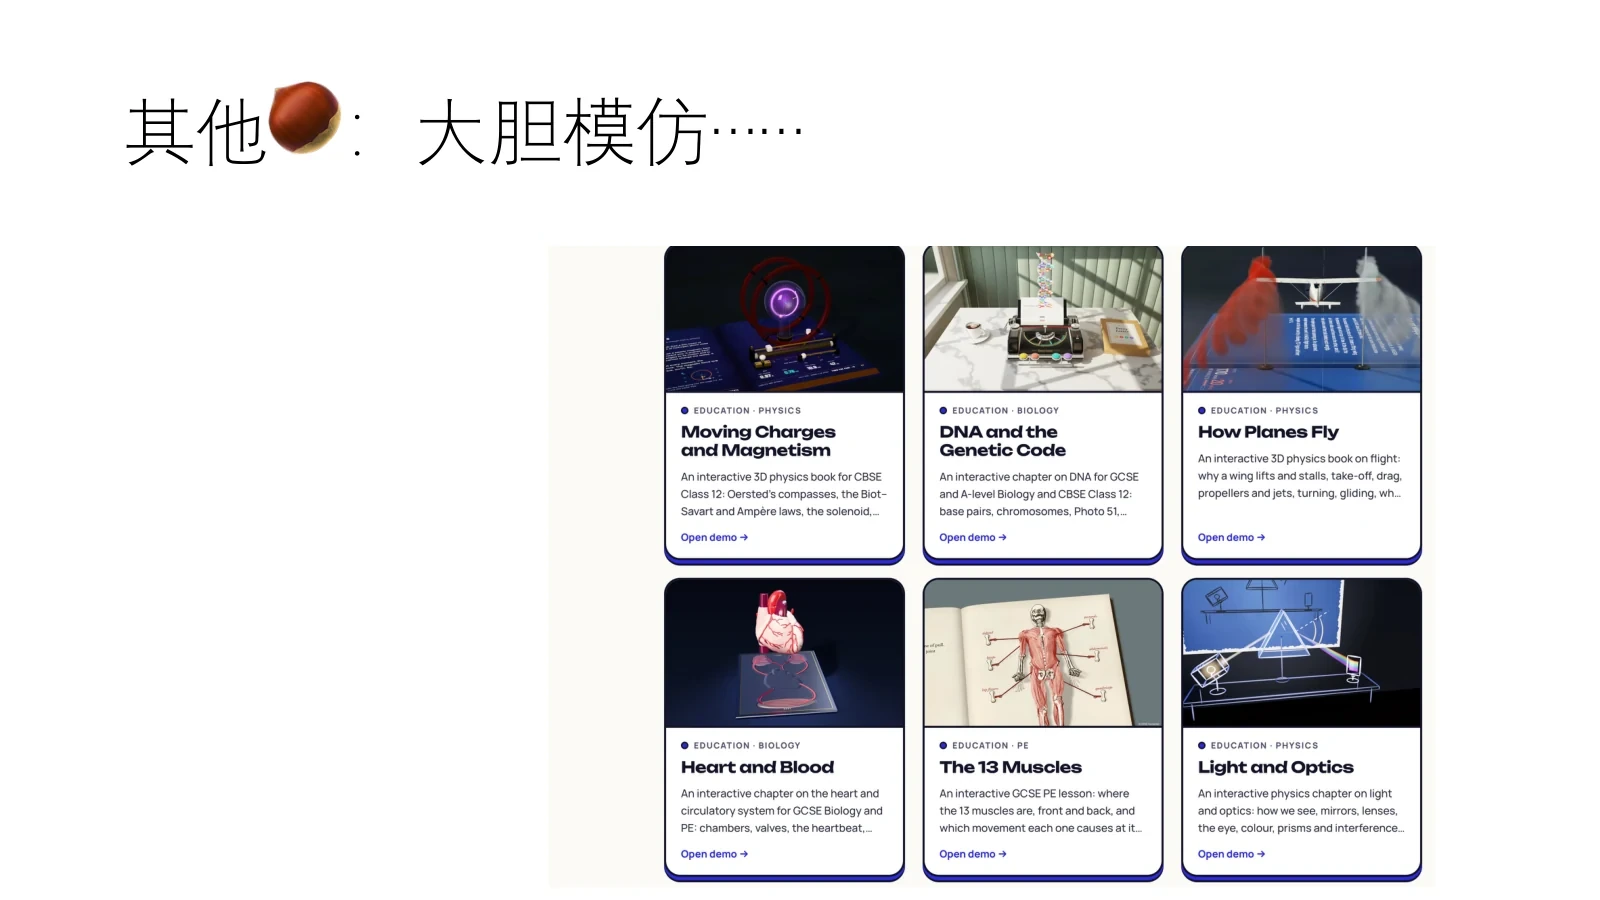 其他🌰： 大胆模仿……
EDUCATION · PHYSICS
Moving Charges
and Magnetism
An interactive 3D physics book for CBSE
Class 12: Oersted's compasses, the Biot–
Savart and Ampère laws, the solenoid,...
Open demo →
EDUCATION · BIOLOGY
DNA and the
Genetic Code
An interactive chapter on DNA for GCSE
and A-level Biology and CBSE Class 12:
base pairs, chromosomes, Photo 51,...
Open demo →
EDUCATION · PHYSICS
How Planes Fly
An interactive 3D physics book on flight:
why a wing lifts and stalls, take-off, drag,
propellers and jets, turning, gliding, wh...
Open demo →
EDUCATION · BIOLOGY
Heart and Blood
An interactive chapter on the heart and
circulatory system for GCSE Biology and
PE: chambers, valves, the heartbeat,...
Open demo →
EDUCATION · PE
The 13 Muscles
An interactive GCSE PE lesson: where
the 13 muscles are, front and back, and
which movement each one causes at it...
Open demo →
EDUCATION · PHYSICS
Light and Optics
An interactive physics chapter on light
and optics: how we see, mirrors, lenses,
the eye, colour, prisms and interference...
Open demo →